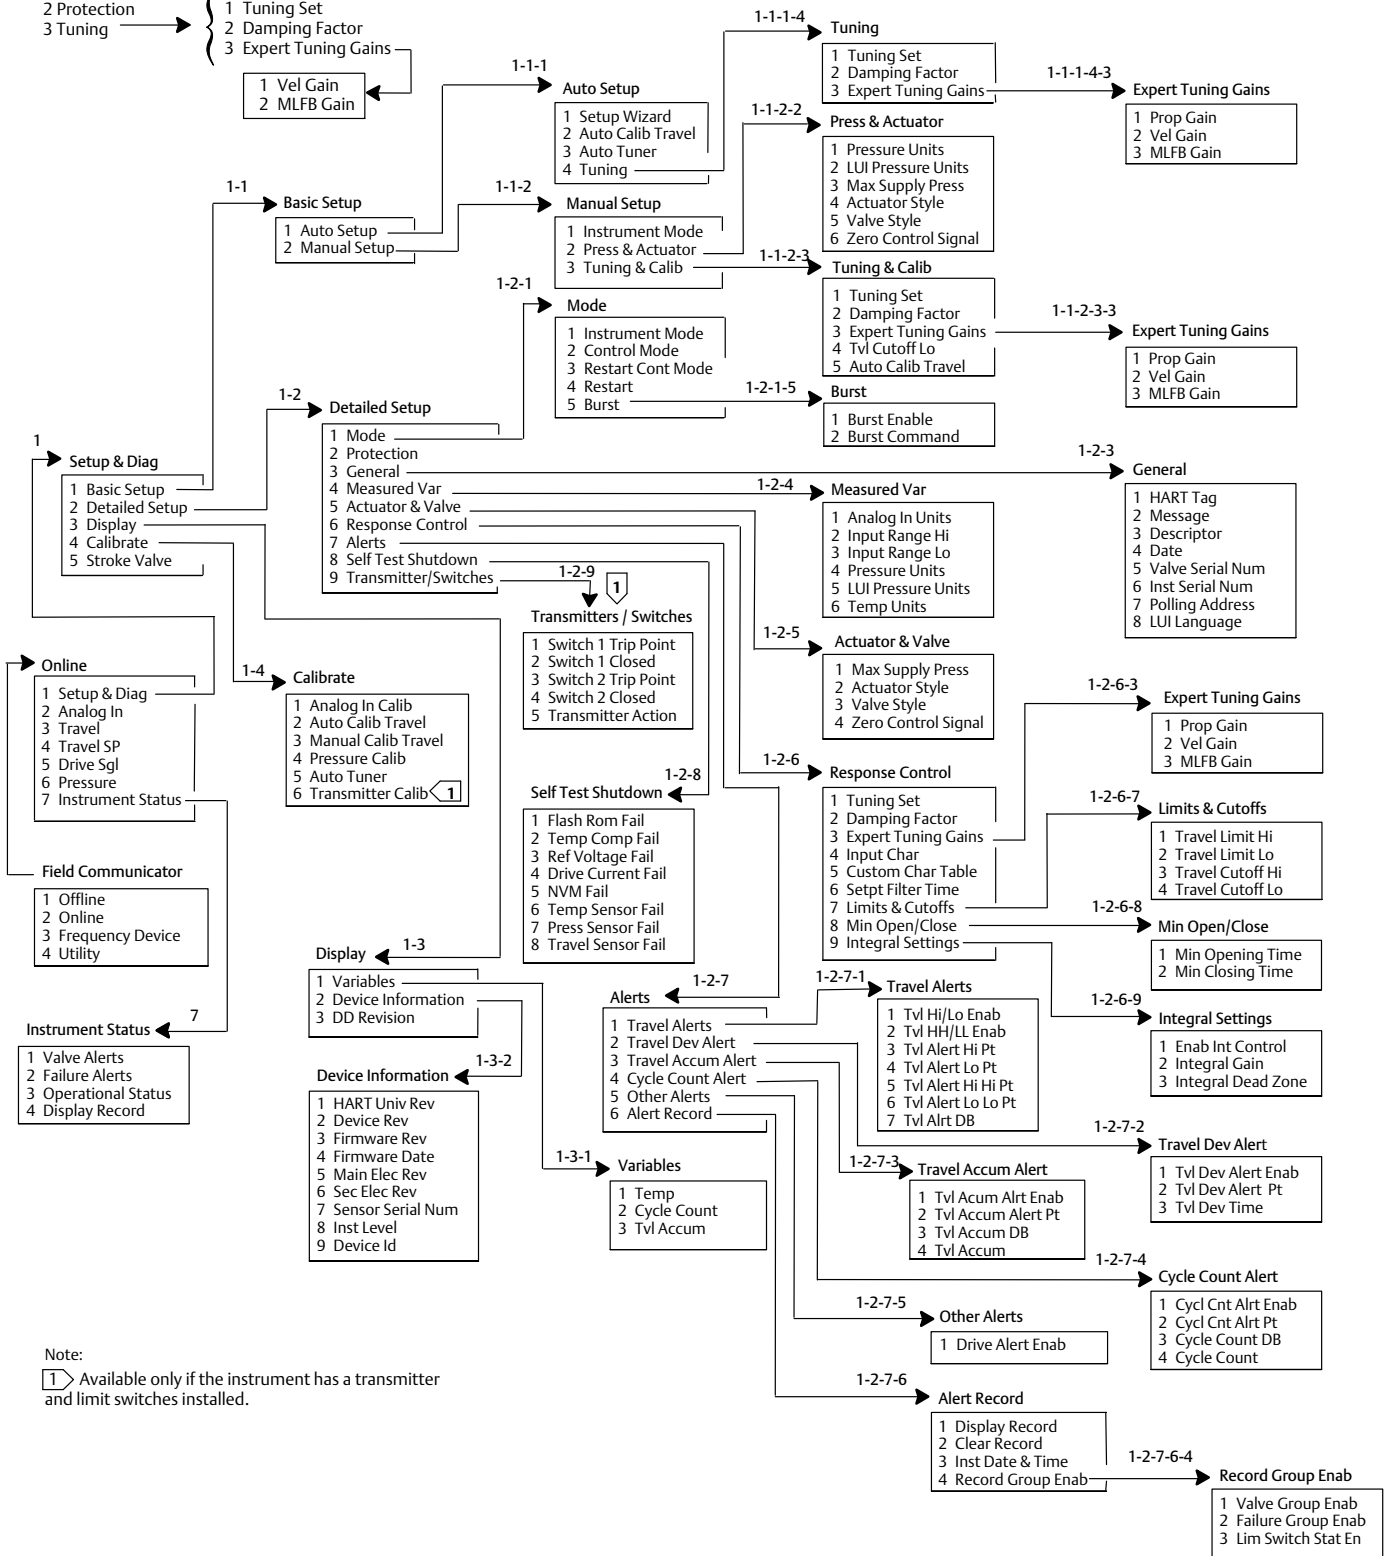 2 Protection
3 Tuning
1 Tuning Set
2 Damping Factor
3 Expert Tuning Gains
1 Vel Gain
2 MLFB Gain
1-1-1
Auto Setup
1 Setup Wizard
2 Auto Calib Travel
3 Auto Tuner
4 Tuning
1-1-1-4
Tuning
1 Tuning Set
2 Damping Factor
3 Expert Tuning Gains
1-1-1-4-3
Expert Tuning Gains
1 Prop Gain
2 Vel Gain
3 MLFB Gain
1-1-2-2
Press & Actuator
1 Pressure Units
2 LUI Pressure Units
3 Max Supply Press
4 Actuator Style
5 Valve Style
6 Zero Control Signal
1-1
Basic Setup
1 Auto Setup
2 Manual Setup
1-1-2
Manual Setup
1 Instrument Mode
2 Press & Actuator
3 Tuning & Calib
1-1-2-3
Tuning & Calib
1 Tuning Set
2 Damping Factor
3 Expert Tuning Gains
4 Tvl Cutoff Lo
5 Auto Calib Travel
1-1-2-3-3
Expert Tuning Gains
1 Prop Gain
2 Vel Gain
3 MLFB Gain
1-2-1
Mode
1 Instrument Mode
2 Control Mode
3 Restart Cont Mode
4 Restart
5 Burst
1-2-1-5
Burst
1 Burst Enable
2 Burst Command
1-2
Detailed Setup
1 Mode
2 Protection
3 General
4 Measured Var
5 Actuator & Valve
6 Response Control
7 Alerts
8 Self Test Shutdown
9 Transmitter/Switches
1
Setup & Diag
1 Basic Setup
2 Detailed Setup
3 Display
4 Calibrate
5 Stroke Valve
1-2-3
General
1 HART Tag
2 Message
3 Descriptor
4 Date
5 Valve Serial Num
6 Inst Serial Num
7 Polling Address
8 LUI Language
1-2-4
Measured Var
1 Analog In Units
2 Input Range Hi
3 Input Range Lo
4 Pressure Units
5 LUI Pressure Units
6 Temp Units
1-2-9
1
Transmitters / Switches
1 Switch 1 Trip Point
2 Switch 1 Closed
3 Switch 2 Trip Point
4 Switch 2 Closed
5 Transmitter Action
1-2-5
Actuator & Valve
1 Max Supply Press
2 Actuator Style
3 Valve Style
4 Zero Control Signal
Online
1 Setup & Diag
2 Analog In
3 Travel
4 Travel SP
5 Drive Sgl
6 Pressure
7 Instrument Status
1-4
Calibrate
1 Analog In Calib
2 Auto Calib Travel
3 Manual Calib Travel
4 Pressure Calib
5 Auto Tuner
6 Transmitter Calib
1
1-2-6-3
Expert Tuning Gains
1 Prop Gain
2 Vel Gain
3 MLFB Gain
1-2-6
Response Control
1 Tuning Set
2 Damping Factor
3 Expert Tuning Gains
4 Input Char
5 Custom Char Table
6 Setpt Filter Time
7 Limits & Cutoffs
8 Min Open/Close
9 Integral Settings
1-2-8
Self Test Shutdown
1 Flash Rom Fail
2 Temp Comp Fail
3 Ref Voltage Fail
4 Drive Current Fail
5 NVM Fail
6 Temp Sensor Fail
7 Press Sensor Fail
8 Travel Sensor Fail
1-2-6-7
Limits & Cutoffs
1 Travel Limit Hi
2 Travel Limit Lo
3 Travel Cutoff Hi
4 Travel Cutoff Lo
Field Communicator
1 Offline
2 Online
3 Frequency Device
4 Utility
1-2-6-8
Min Open/Close
1 Min Opening Time
2 Min Closing Time
1-3
Display
1 Variables
2 Device Information
3 DD Revision
1-2-7
Alerts
1 Travel Alerts
2 Travel Dev Alert
3 Travel Accum Alert
4 Cycle Count Alert
5 Other Alerts
6 Alert Record
1-2-7-1
Travel Alerts
1 Tvl Hi/Lo Enab
2 Tvl HH/LL Enab
3 Tvl Alert Hi Pt
4 Tvl Alert Lo Pt
5 Tvl Alert Hi Hi Pt
6 Tvl Alert Lo Lo Pt
7 Tvl Alrt DB
1-2-6-9
Integral Settings
1 Enab Int Control
2 Integral Gain
3 Integral Dead Zone
7
Instrument Status
1 Valve Alerts
2 Failure Alerts
3 Operational Status
4 Display Record
1-3-2
Device Information
1 HART Univ Rev
2 Device Rev
3 Firmware Rev
4 Firmware Date
5 Main Elec Rev
6 Sec Elec Rev
7 Sensor Serial Num
8 Inst Level
9 Device Id
1-2-7-2
Travel Dev Alert
1 Tvl Dev Alert Enab
2 Tvl Dev Alert Pt
3 Tvl Dev Time
1-3-1
Variables
1 Temp
2 Cycle Count
3 Tvl Accum
1-2-7-3
Travel Accum Alert
1 Tvl Acum Alrt Enab
2 Tvl Accum Alert Pt
3 Tvl Accum DB
4 Tvl Accum
1-2-7-4
Cycle Count Alert
1 Cycl Cnt Alrt Enab
2 Cycl Cnt Alrt Pt
3 Cycle Count DB
4 Cycle Count
1-2-7-5
Other Alerts
1 Drive Alert Enab
Note:
1 Available only if the instrument has a transmitter
and limit switches installed.
1-2-7-6
Alert Record
1 Display Record
2 Clear Record
3 Inst Date & Time
4 Record Group Enab
1-2-7-6-4
Record Group Enab
1 Valve Group Enab
2 Failure Group Enab
3 Lim Switch Stat En